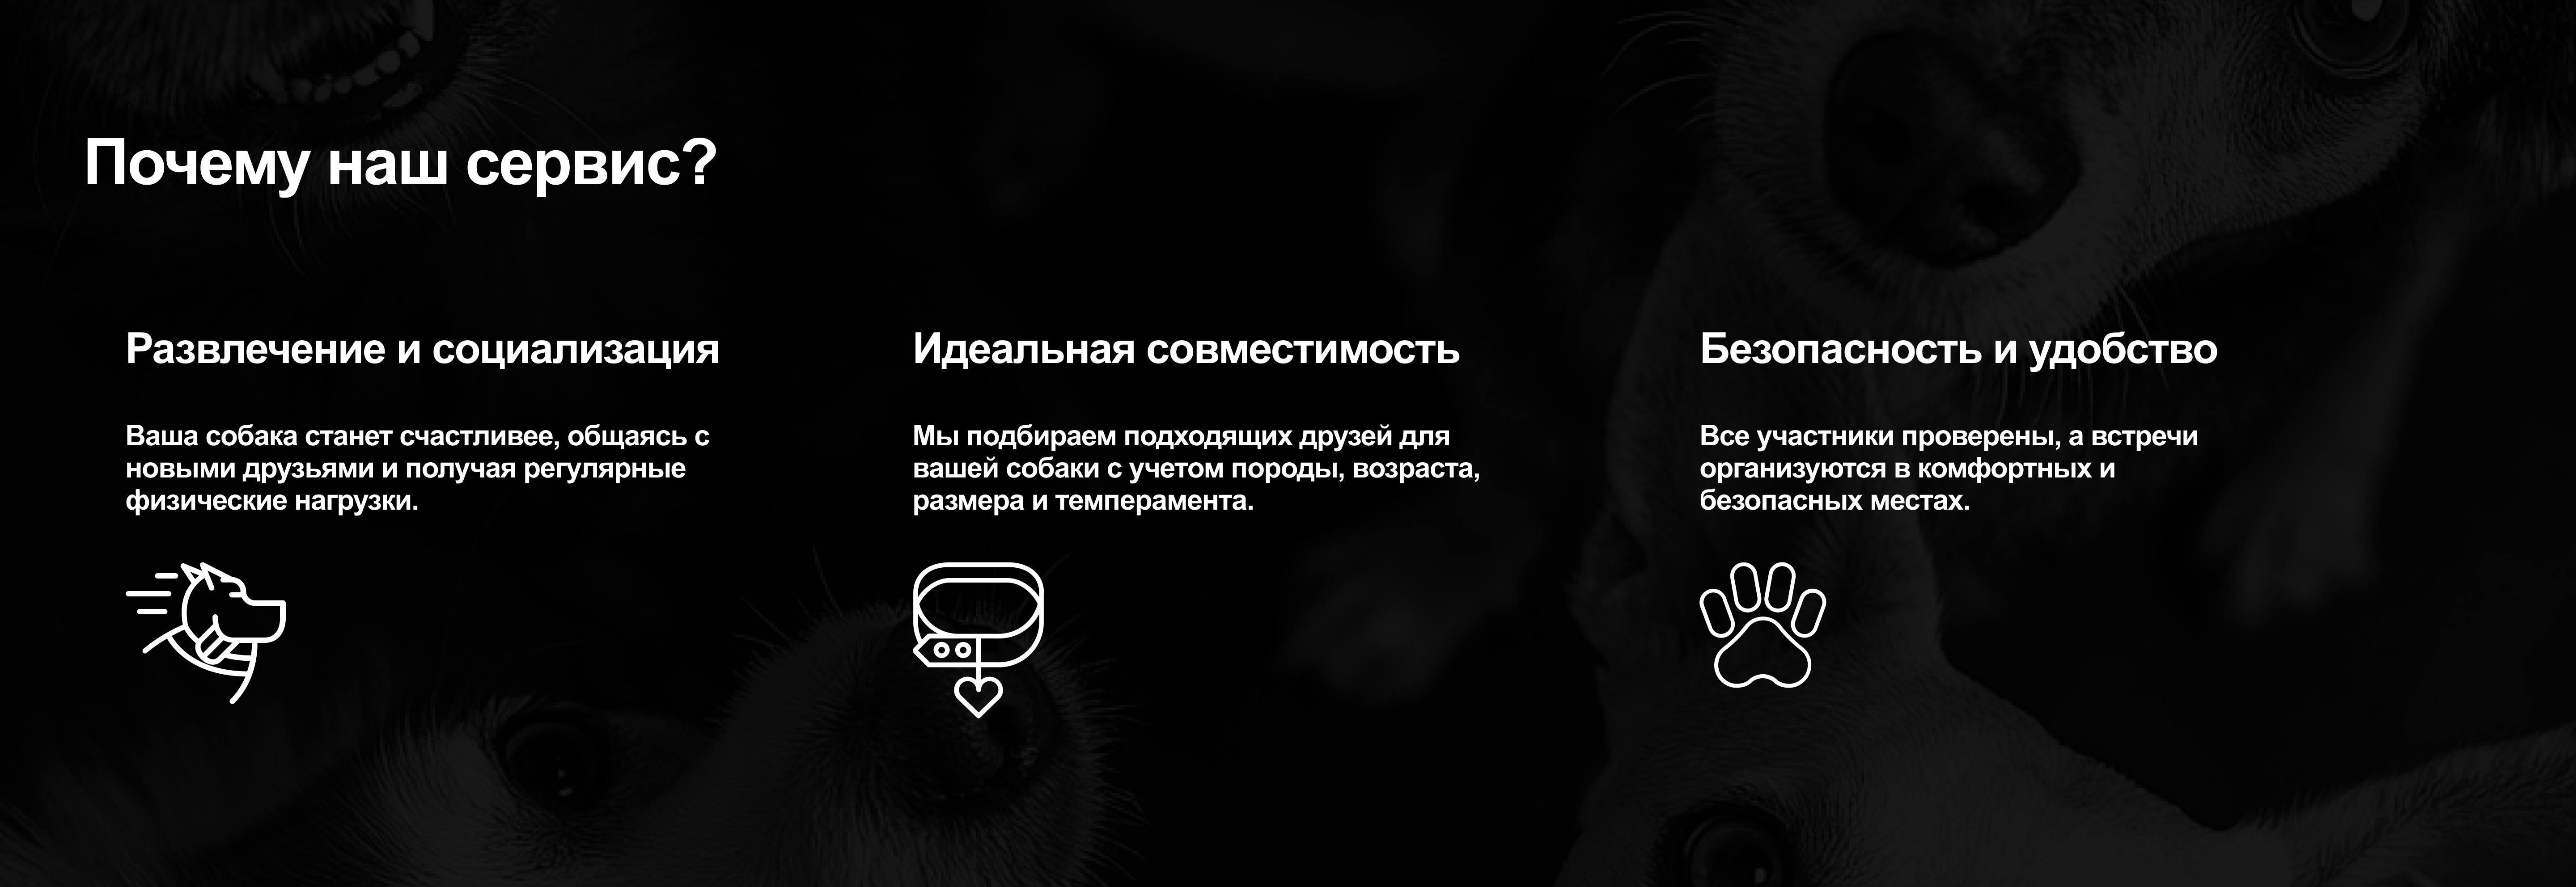 Почему наш сервис?
Развлечение и социализация
Ваша собака станет счастливее, общаясь с
новыми друзьями и получая регулярные
физические нагрузки.
Идеальная совместимость
Мы подбираем подходящих друзей для
вашей собаки с учетом породы, возраста,
размера и темперамента.
Безопасность и удобство
Все участники проверены, а встречи
организуются в комфортных и
безопасных местах.